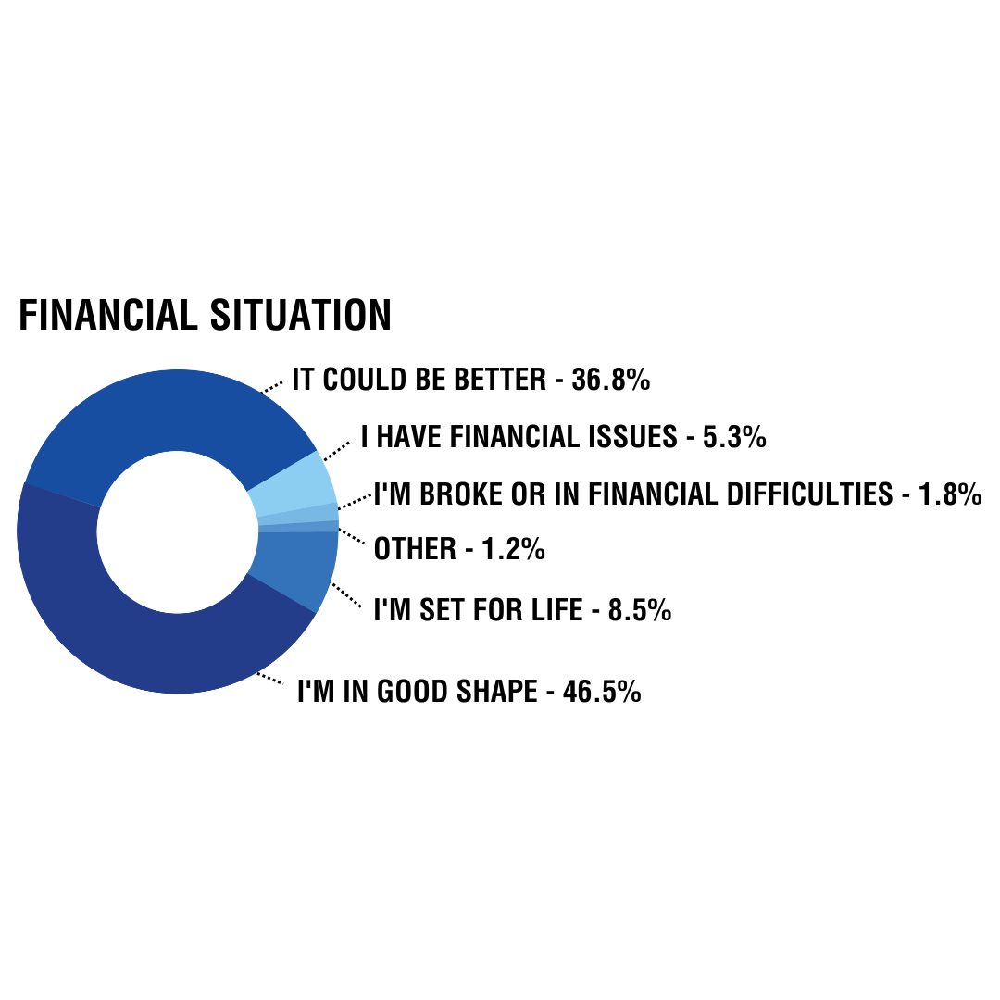 FINANCIAL SITUATION
IT COULD BE BETTER - 36.8%
I HAVE FINANCIAL ISSUES - 5.3%
I'M BROKE OR IN FINANCIAL DIFFICULTIES - 1.8%
OTHER - 1.2%
I'M SET FOR LIFE - 8.5%
I'M IN GOOD SHAPE - 46.5%